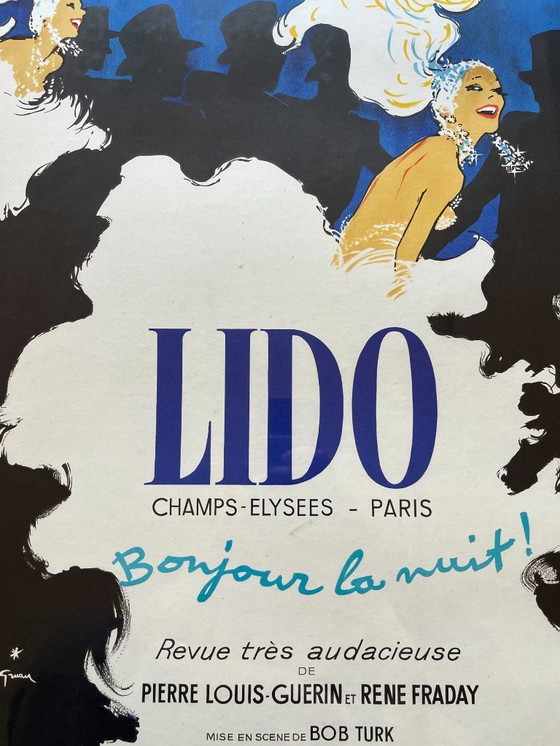 LIDO
CHAMPS-ELYSEES - PARIS
Bonjour la nuit!
Revue très audacieuse
DE
PIERRE LOUIS-GUERIN ET RENE FRADAY
Gruau
MISE EN SCENE DE BOB TURK